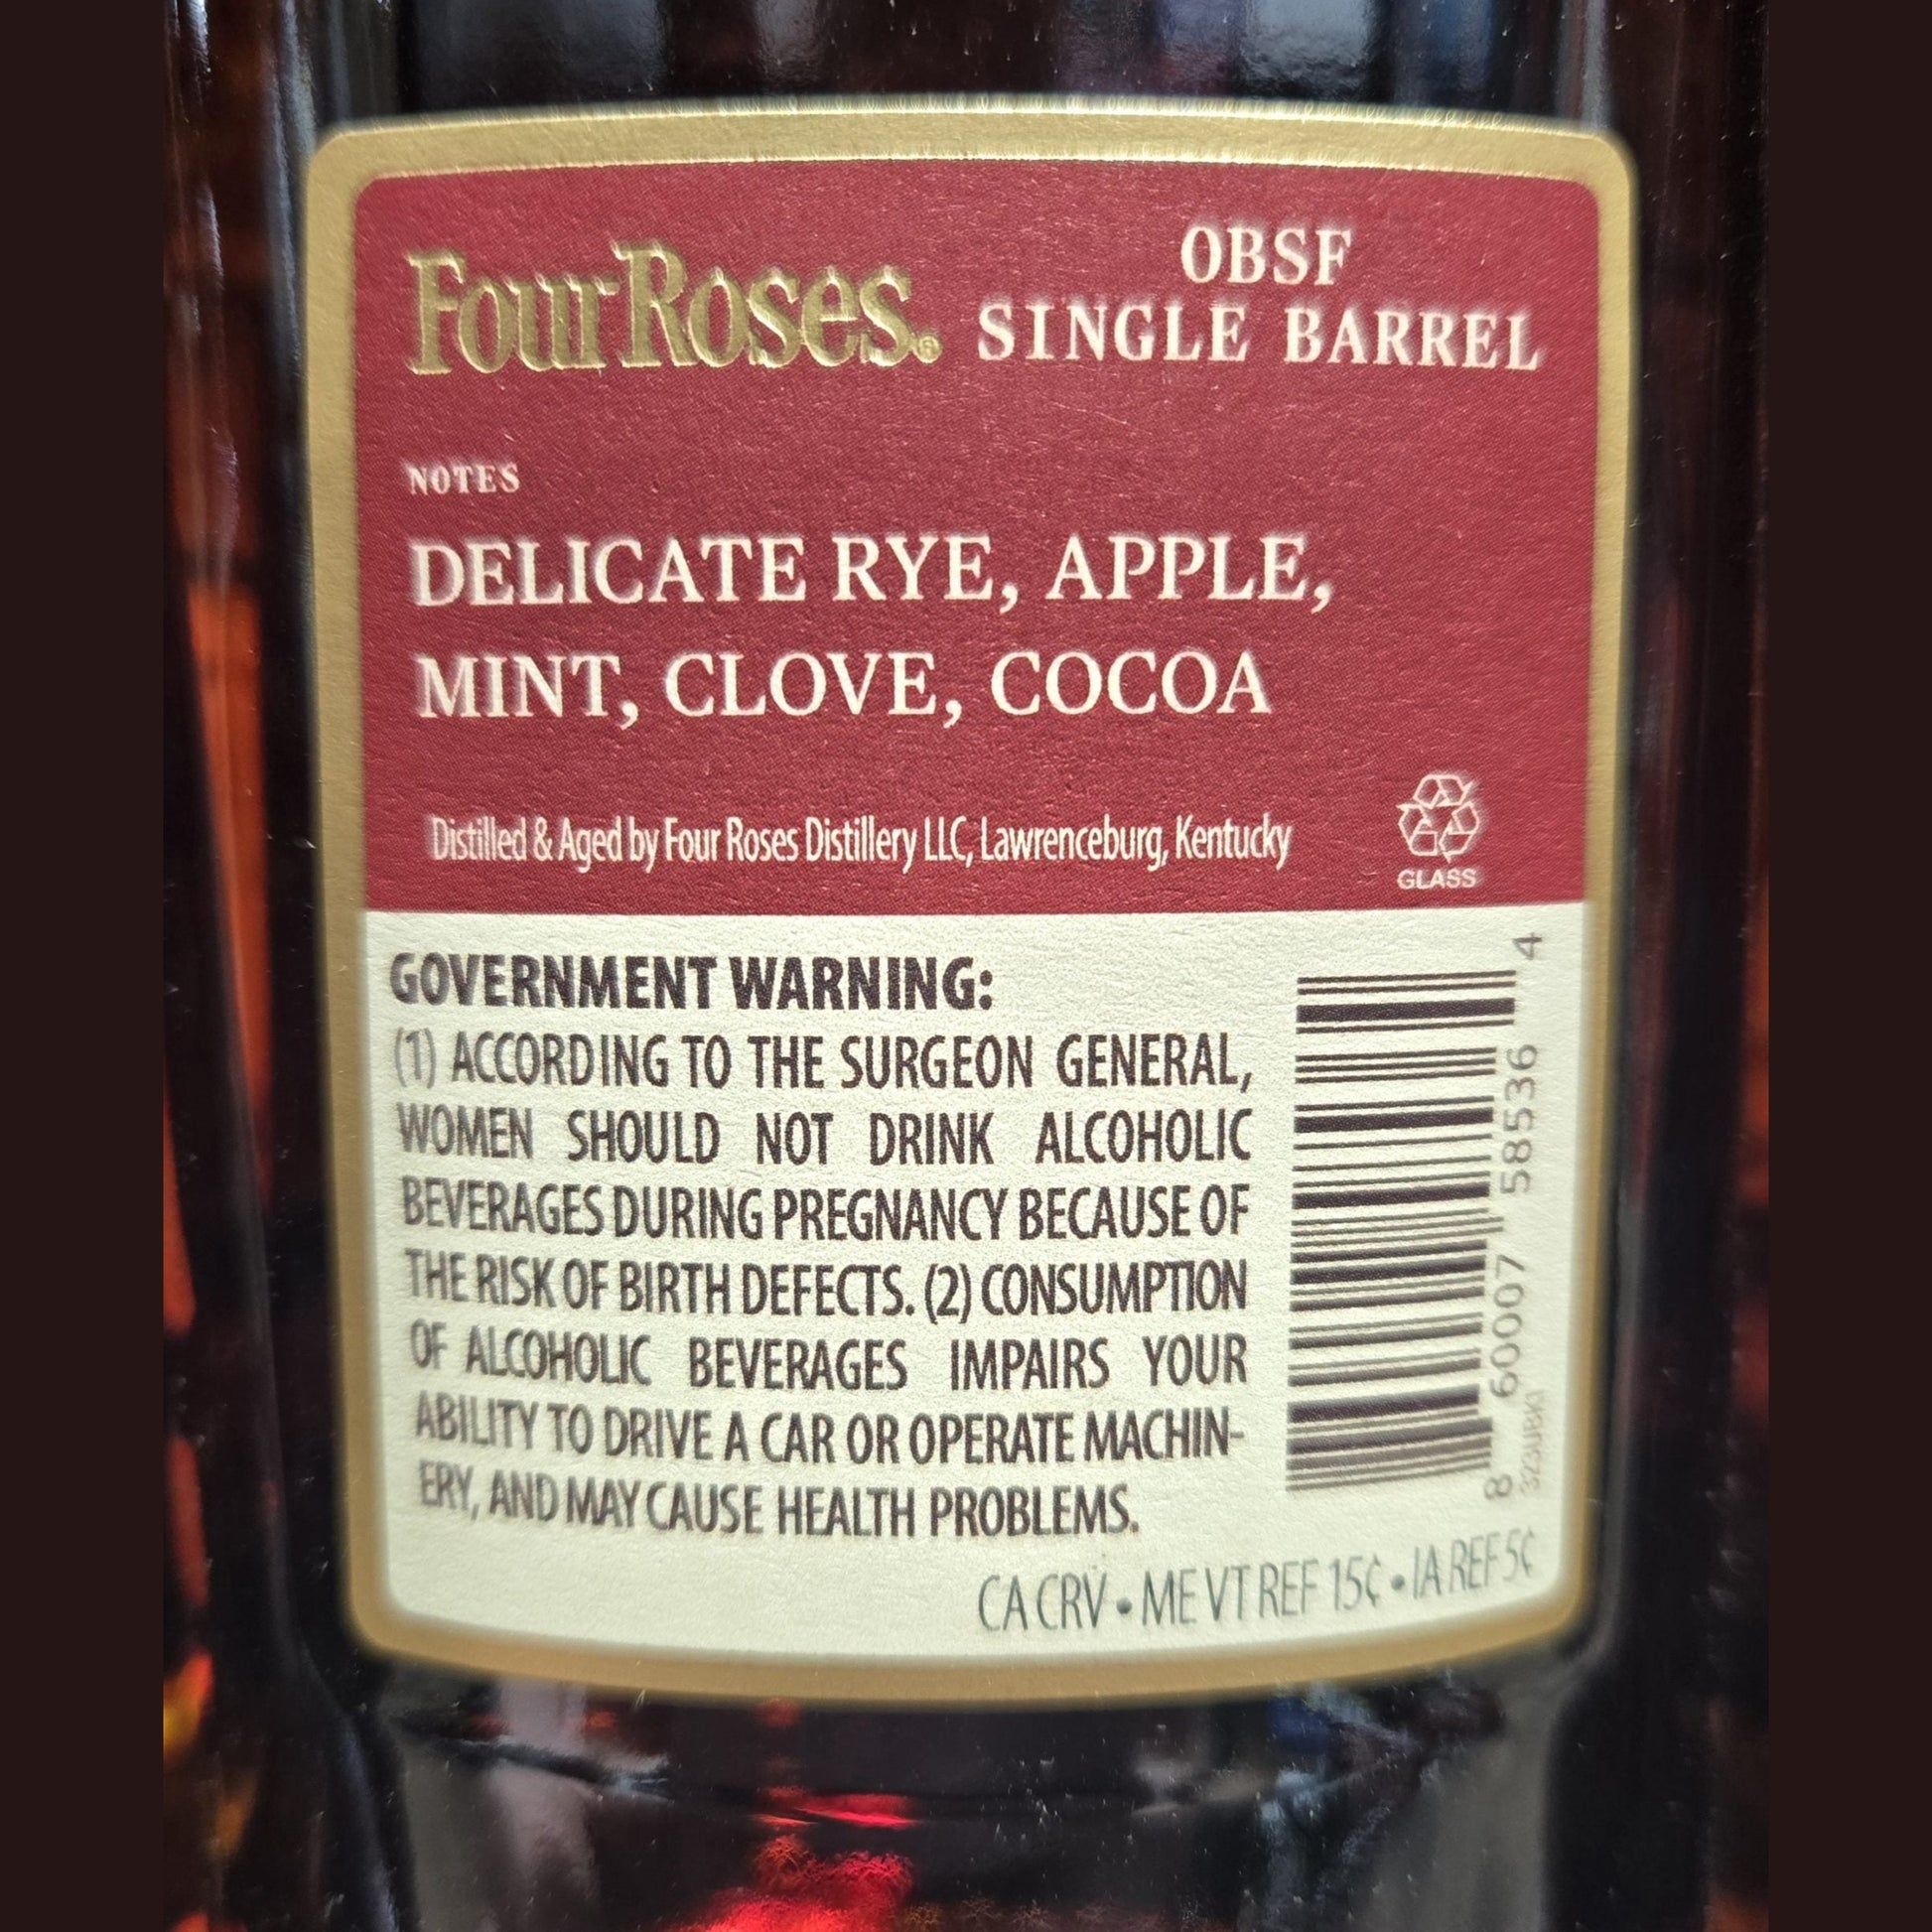 Four Roses®
OBSF
SINGLE BARREL
NOTES
DELICATE RYE, APPLE,
MINT, CLOVE, COCOA
Distilled & Aged by Four Roses Distillery LLC, Lawrenceburg, Kentucky
GLASS
GOVERNMENT WARNING:
(1) ACCORDING TO THE SURGEON GENERAL,
WOMEN SHOULD NOT DRINK ALCOHOLIC
BEVERAGES DURING PREGNANCY BECAUSE OF
THE RISK OF BIRTH DEFECTS. (2) CONSUMPTION
OF ALCOHOLIC BEVERAGES IMPAIRS YOUR
ABILITY TO DRIVE A CAR OR OPERATE MACHIN-
ERY, AND MAY CAUSE HEALTH PROBLEMS.
8 60007 58536 4
CA CRV • ME VT REF 15¢ • IA REF 5¢